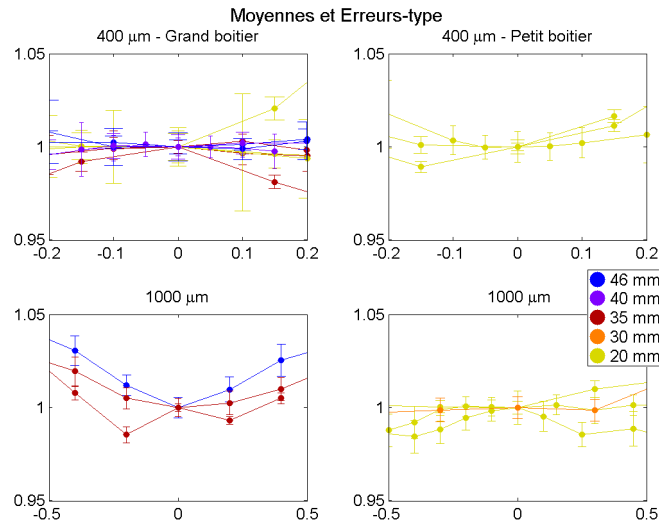 Moyennes et Erreurs-type
400 μm - Grand boitier
400 μm - Petit boitier
1.05
1
0.95
-0.2
-0.1
0
0.1
0.2
1.05
1
0.95
-0.2
-0.1
0
0.1
0.2
1000 μm
1000 μm
1.05
1
0.95
-0.5
0
0.5
1.05
1
0.95
-0.5
0
0.5
46 mm
40 mm
35 mm
30 mm
20 mm